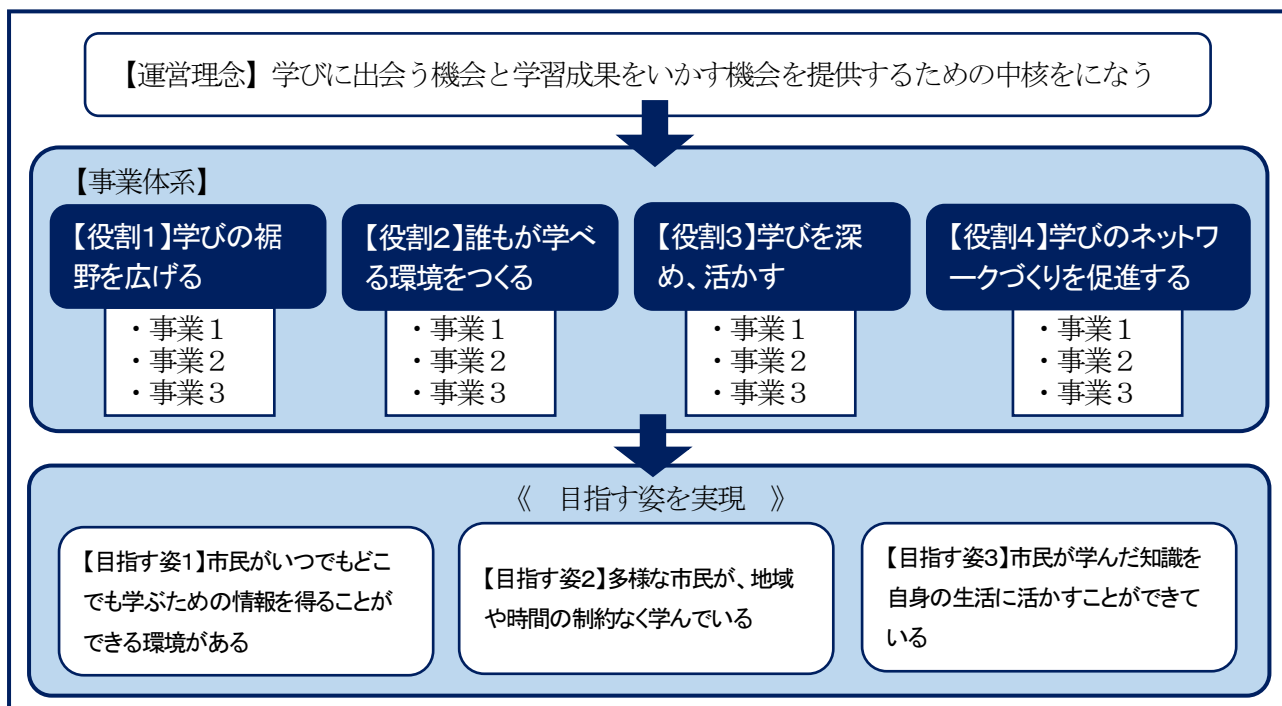 【運営理念】学びに出会う機会と学習成果をいかす機会を提供するための中核をになう
【事業体系】
【役割1】学びの裾
野を広げる
・事業１
・事業２
・事業３
【役割2】誰もが学べ
る環境をつくる
・事業１
・事業２
・事業３
【役割3】学びを深
め、活かす
・事業１
・事業２
・事業３
【役割4】学びのネットワ
ークづくりを促進する
・事業１
・事業２
・事業３
《　目指す姿を実現　》
【目指す姿1】市民がいつでもどこ
でも学ぶための情報を得ることが
できる環境がある
【目指す姿2】多様な市民が、地域
や時間の制約なく学んでいる
【目指す姿3】市民が学んだ知識を
自身の生活に活かすことができて
いる